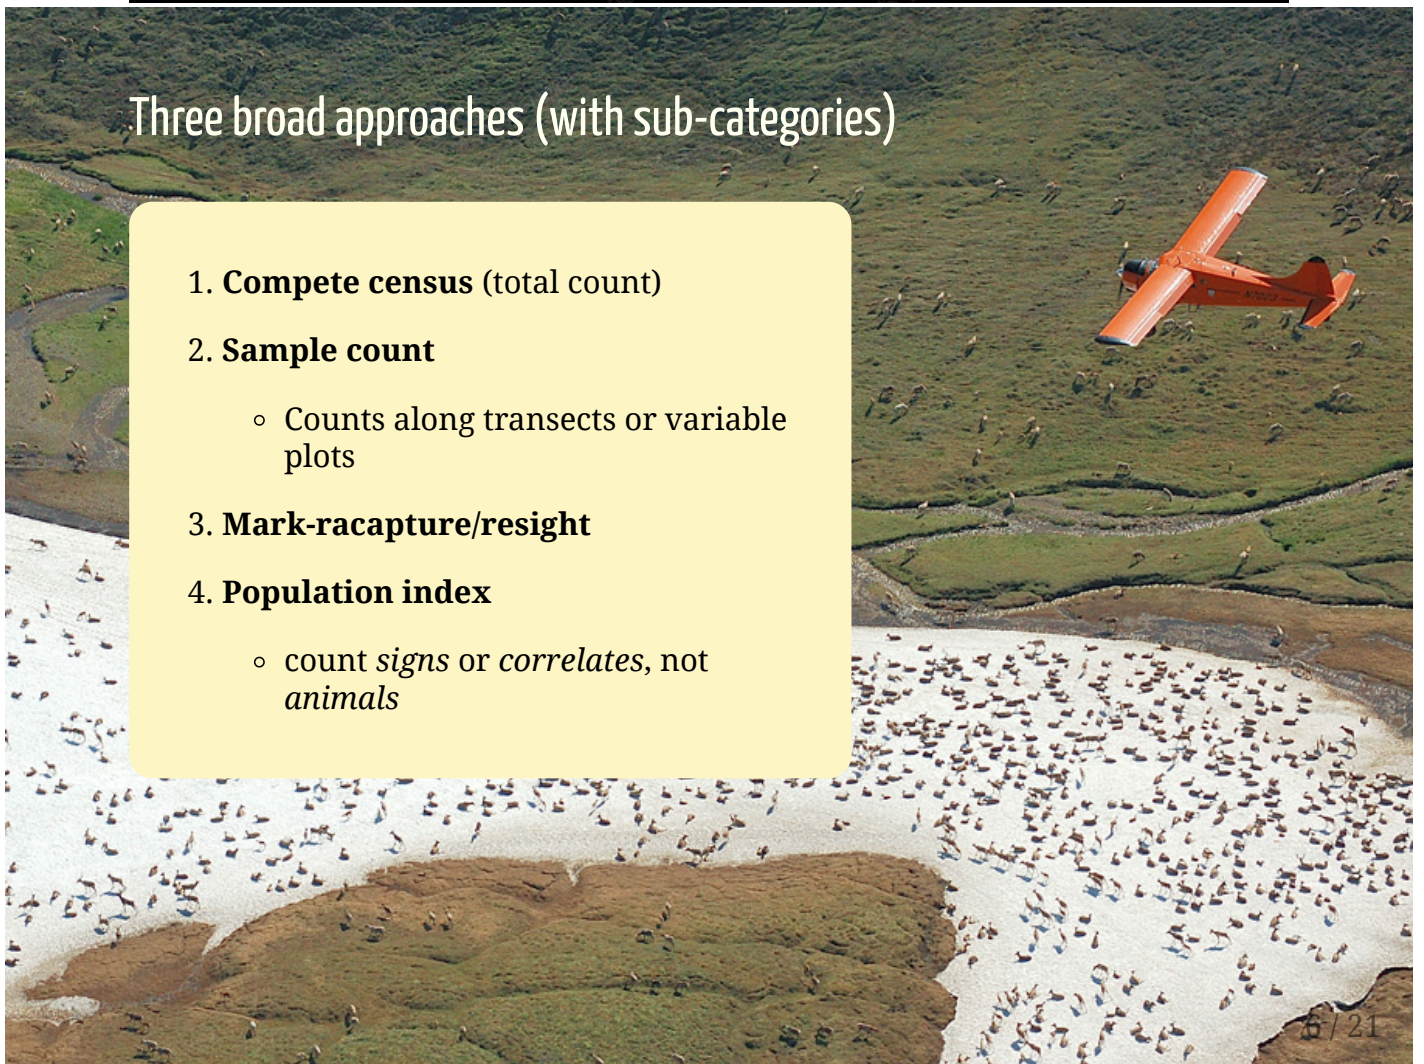 Three broad approaches (with sub-categories)
1. Compete census (total count)
2. Sample count
Counts along transects or variable
plots
3. Mark-racapture/resight
4. Population index
count signs or correlates, not
animals
/ 21